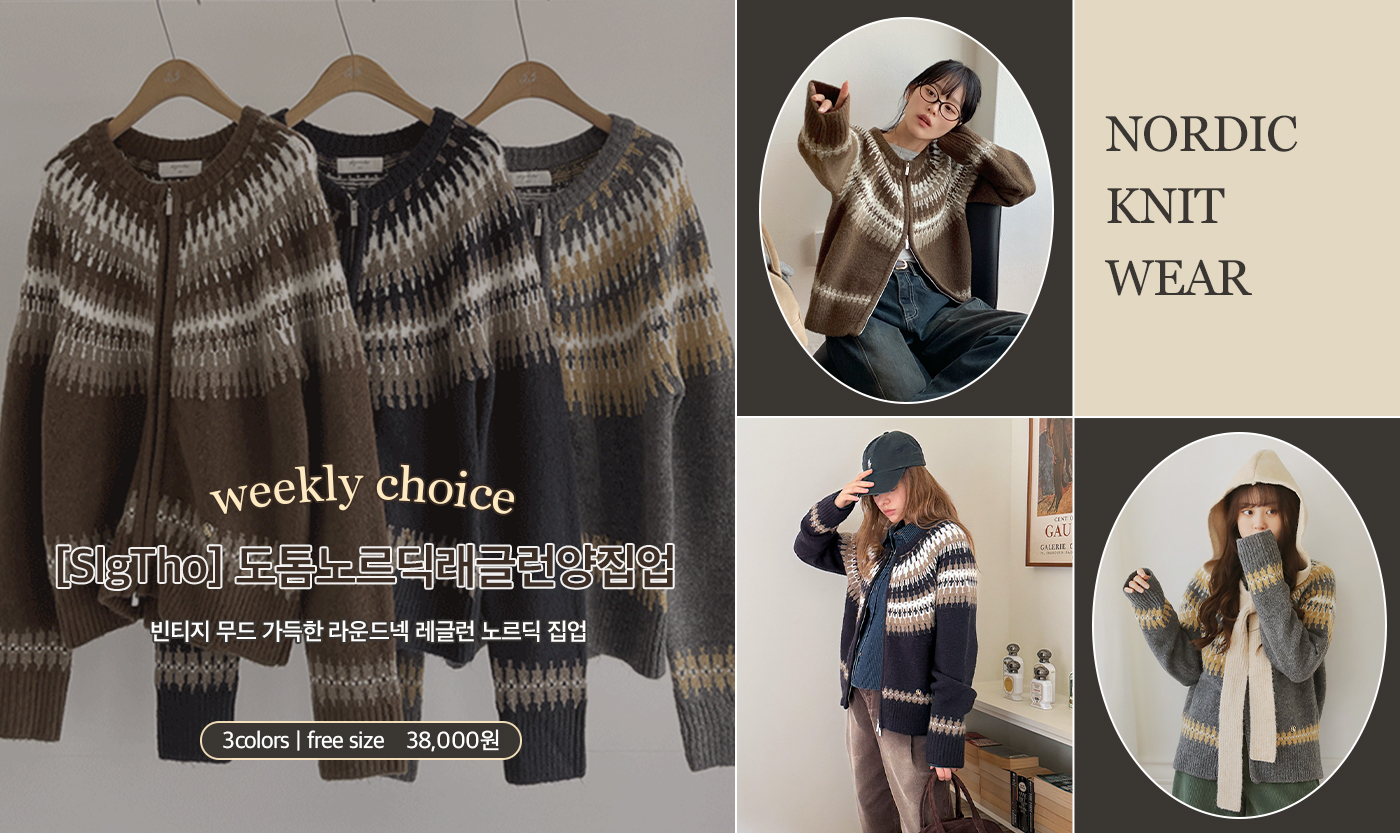 weekly choice
[SlgTho] 도톰노르딕래글런양집업
빈티지 무드 가득한 라운드넥 레글런 노르딕 집업
3colors | free size 38,000원
NORDIC
KNIT
WEAR
GAU
GALERIE